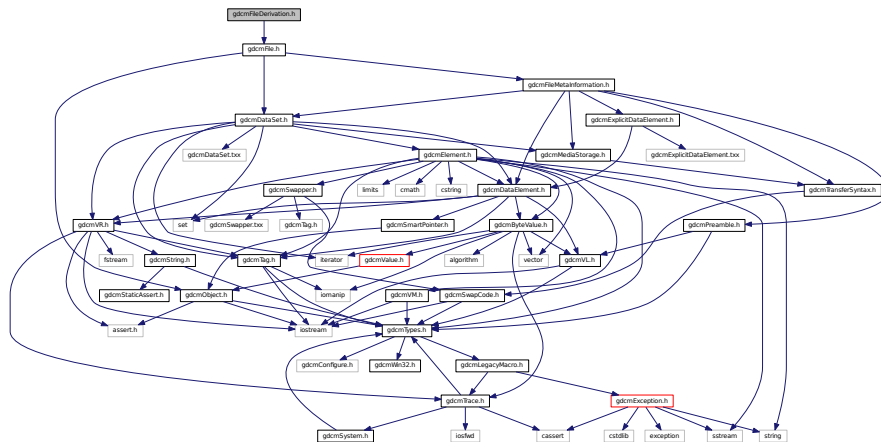 gdcmFileDerivation.h
gdcmFile.h
gdcmFileMetaInformation.h
gdcmDataSet.h
gdcmExplicitDataElement.h
gdcmDataSet.txx
gdcmElement.h
gdcmMediaStorage.h
gdcmExplicitDataElement.txx
gdcmSwapper.h
limits
cmath
cstring
gdcmDataElement.h
gdcmTransferSyntax.h
gdcmVR.h
set
gdcmSwapper.txx
gdcmTag.h
gdcmSmartPointer.h
gdcmByteValue.h
gdcmPreamble.h
fstream
gdcmString.h
gdcmTag.h
iterator
gdcmValue.h
algorithm
vector
gdcmVL.h
gdcmStaticAssert.h
gdcmObject.h
iomanip
gdcmVM.h
gdcmSwapCode.h
assert.h
iostream
gdcmTypes.h
gdcmConfigure.h
gdcmWin32.h
gdcmLegacyMacro.h
gdcmTrace.h
gdcmException.h
gdcmSystem.h
iosfwd
cassert
cstdlib
exception
sstream
string